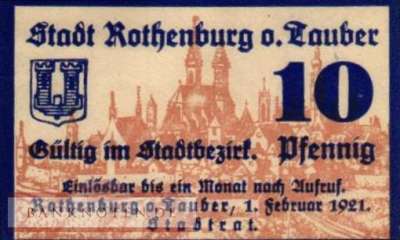 Stadt Rothenburg o. Tauber
10
Gültig im Stadtbezirk. Pfennig
Einlösbar bis ein Monat nach Aufruf.
Rothenburg o. Tauber, 1. Februar 1921.
Stadtrat.